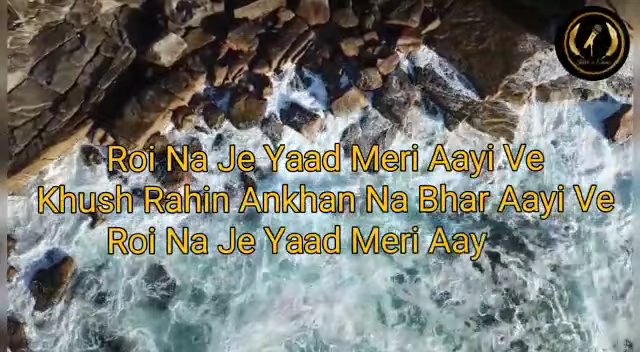 Roi Na Je Yaad Meri Aayi Ve
Khush Rahin Ankhan Na Bhar Aayi Ve
Roi Na Je Yaad Meri Aay